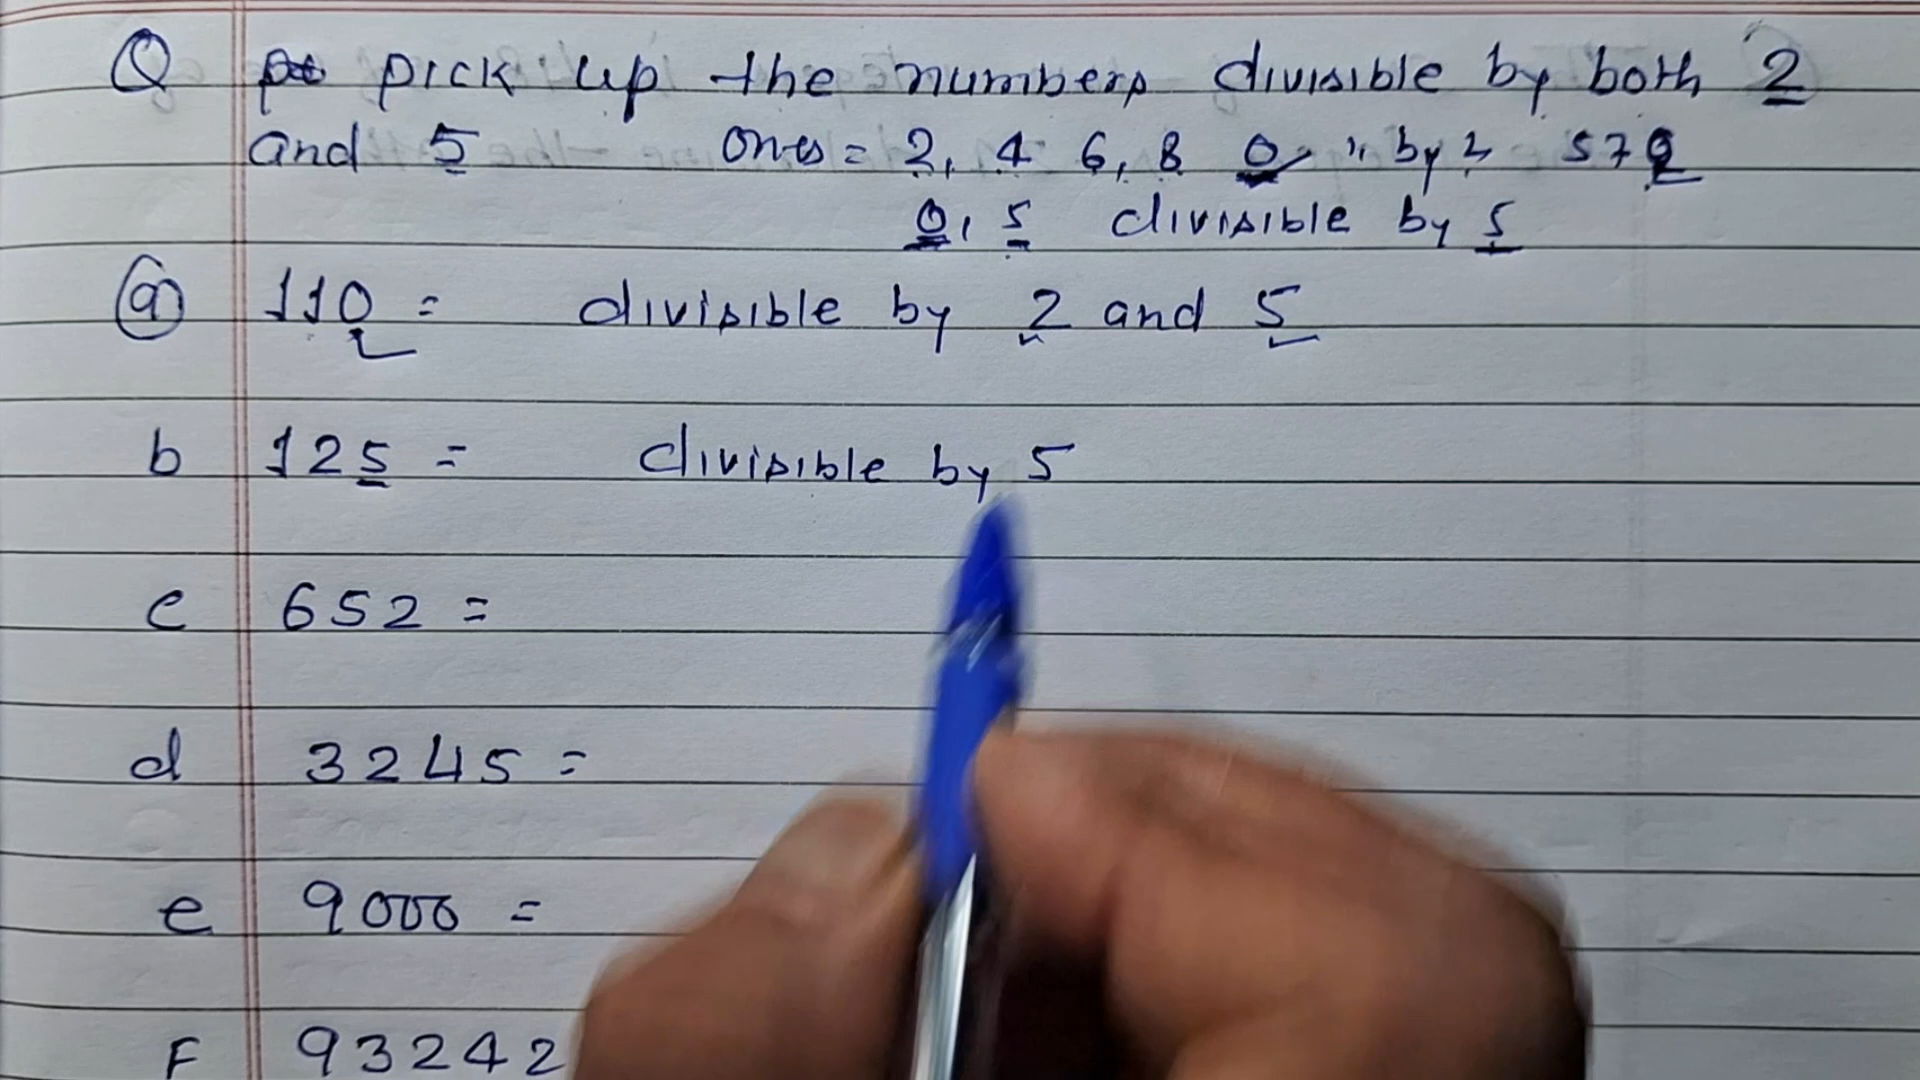 Q pick up the numbers divisible by both 2
and 5 ones = 2, 4 6, 8 0 " by 2 570
0, 5 divisible by 5
a 110 = divisible by 2 and 5
b 125 = divisible by 5
c 652 =
d 3245 =
e 9000 =
F 93242